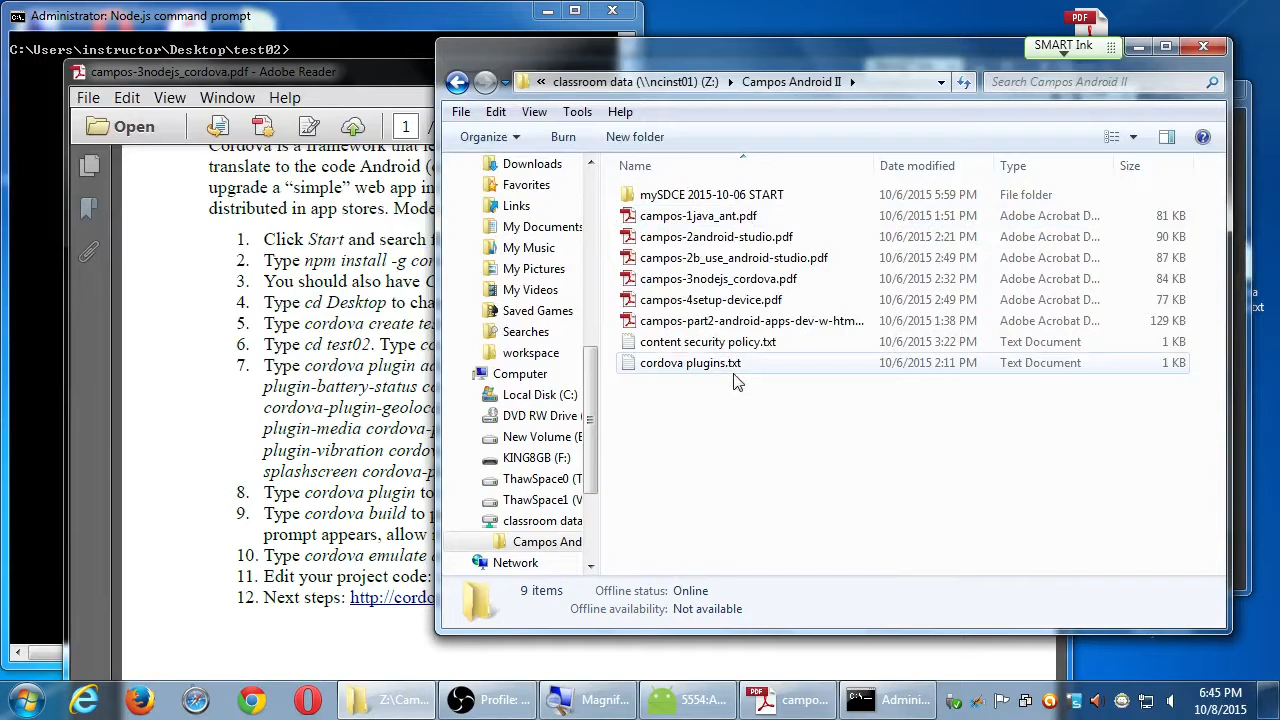 Administrator: Node.js command prompt
C:\Users\instructor\Desktop\test02>
campos-3nodejs_cordova.pdf - Adobe Reader
File Edit View Window Help
Open
1 /
Cordova is a framework that
translate to the code Android
upgrade a “simple” web app in
distributed in app stores.
1. Click Start and search
2. Type npm install -g
3. You should also have
4. Type cd Desktop to
5. Type cordova create
6. Type cd test02. Type
7. Type cordova plugin
plugin-battery-status
plugin-media
plugin-vibration
8. Type cordova plugin to
9. Type cordova build to
prompt appears, allow
10. Type cordova emulate
11. Edit your project code:
12. Next steps:
PDF
SMART Ink
classroom data (\\ncinst01) (Z:) Campos Android II
Search Campos Android II
File Edit View Tools Help
Organize Burn New folder
Downloads
Favorites
Links
My Documents
My Music
My Pictures
My Videos
Saved Games
Searches
workspace
Computer
Local Disk (C:)
DVD RW Drive (
New Volume (E
KING8GB (F:)
ThawSpace0 (T
ThawSpace1 (V
classroom data
Campos And
Network
Name Date modified Type Size
mySDCE 2015-10-06 START 10/6/2015 5:59 PM File folder
campos-1java_ant.pdf 10/6/2015 1:51 PM Adobe Acrobat D... 81 KB
campos-2android-studio.pdf 10/6/2015 2:21 PM Adobe Acrobat D... 90 KB
campos-2b_use_android-studio.pdf 10/6/2015 2:49 PM Adobe Acrobat D... 87 KB
campos-3nodejs_cordova.pdf 10/6/2015 2:32 PM Adobe Acrobat D... 84 KB
campos-4setup-device.pdf 10/6/2015 2:49 PM Adobe Acrobat D... 77 KB
campos-part2-android-apps-dev-w-htm... 10/6/2015 1:38 PM Adobe Acrobat D... 129 KB
content security policy.txt 10/6/2015 3:22 PM Text Document 1 KB
cordova plugins.txt 10/6/2015 2:11 PM Text Document 1 KB
9 items Offline status: Online
Offline availability: Not available
Z:\Cam...
Profile: ...
Magnif...
5554:A...
campo...
Admini...
6:45 PM
10/8/2015